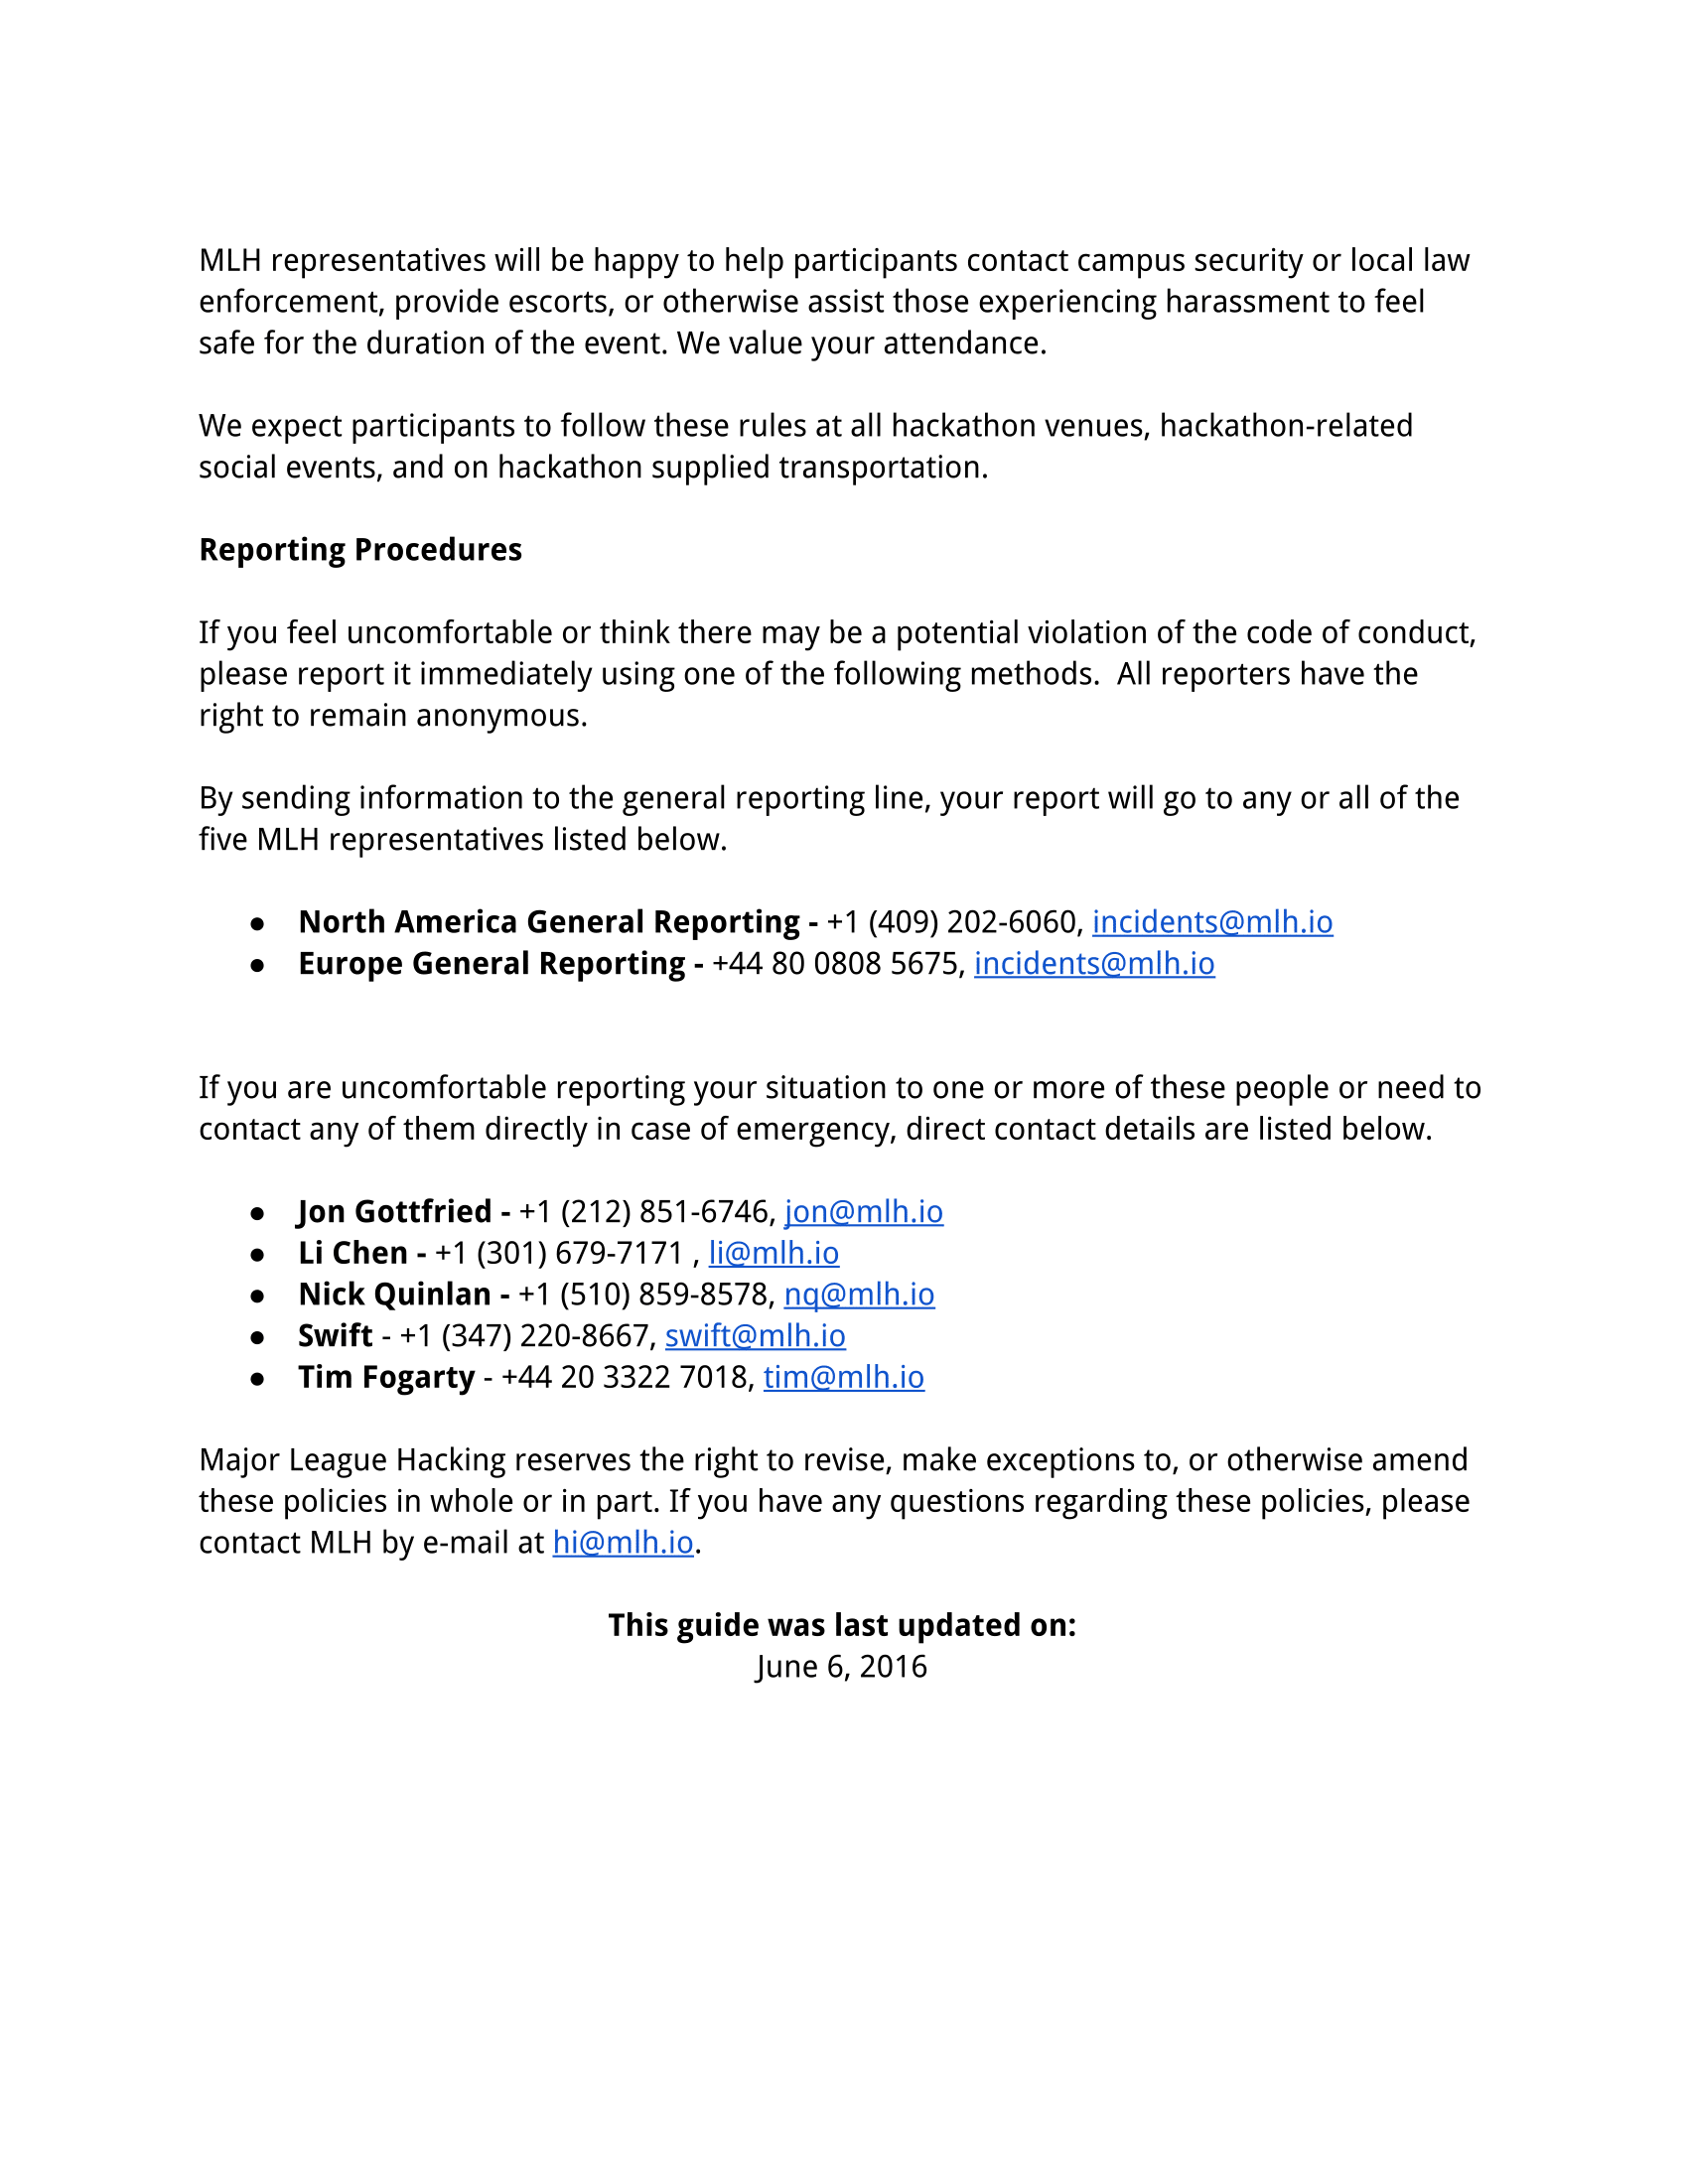 MLH representatives will be happy to help participants contact campus security or local law
enforcement, provide escorts, or otherwise assist those experiencing harassment to feel
safe for the duration of the event. We value your attendance.
We expect participants to follow these rules at all hackathon venues, hackathon-related
social events, and on hackathon supplied transportation.
Reporting Procedures
If you feel uncomfortable or think there may be a potential violation of the code of conduct,
please report it immediately using one of the following methods.  All reporters have the
right to remain anonymous.
By sending information to the general reporting line, your report will go to any or all of the
five MLH representatives listed below.
● North America General Reporting - +1 (409) 202-6060, incidents@mlh.io
● Europe General Reporting - +44 80 0808 5675, incidents@mlh.io
If you are uncomfortable reporting your situation to one or more of these people or need to
contact any of them directly in case of emergency, direct contact details are listed below.
● Jon Gottfried - +1 (212) 851-6746, jon@mlh.io
● Li Chen - +1 (301) 679-7171 , li@mlh.io
● Nick Quinlan - +1 (510) 859-8578, nq@mlh.io
● Swift - +1 (347) 220-8667, swift@mlh.io
● Tim Fogarty - +44 20 3322 7018, tim@mlh.io
Major League Hacking reserves the right to revise, make exceptions to, or otherwise amend
these policies in whole or in part. If you have any questions regarding these policies, please
contact MLH by e-mail at hi@mlh.io.
This guide was last updated on:
June 6, 2016